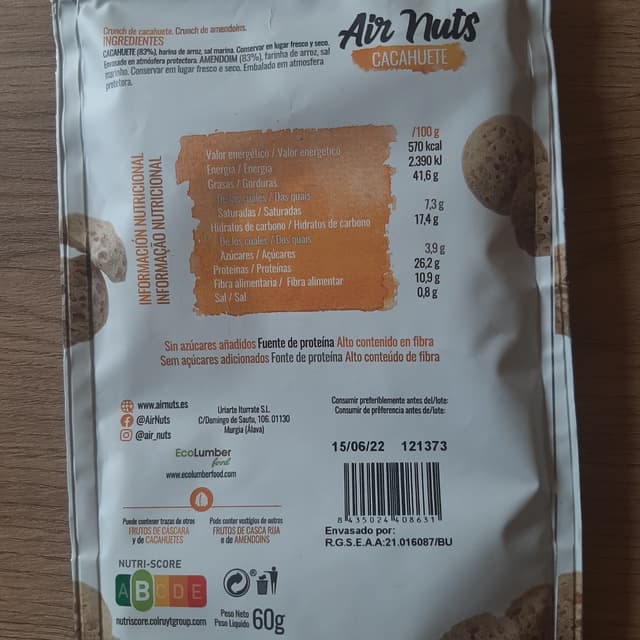 Crunch de cacahuete. Crunch de amendoins.
INGREDIENTES
CACAHUETE (83%), harina de arroz, sal marina. Conservar en lugar fresco y seco.
Envasado en atmósfera protectora. AMENDOIM (83%), farinha de arroz, sal
marinho. Conservar em lugar fresco e seco. Embalado em atmosfera
protetora.
Air Nuts
CACAHUETE
INFORMACIÓN NUTRICIONAL
INFORMAÇÃO NUTRICIONAL
/100 g
Valor energético / Valor energético 570 kcal
Energía / Energia 2.390 kJ
Grasas / Gorduras 41,6 g
De las cuales / Das quais
Saturadas / Saturadas 7,3 g
Hidratos de carbono / Hidratos de carbono 17,4 g
De los cuales / Dos quais
Azúcares / Açúcares 3,9 g
Proteínas / Proteínas 26,2 g
Fibra alimentaria / Fibra alimentar 10,9 g
Sal / Sal 0,8 g
Sin azúcares añadidos Fuente de proteína Alto contenido en fibra
Sem açúcares adicionados Fonte de proteína Alto conteúdo de fibra
www.airnuts.es
@AirNuts
@air_nuts
Uriarte Iturrate S.L.
C/Domingo de Sautu, 106. 01130
Murgia (Álava)
EcoLumber
food
www.ecolumberfood.com
Consumir preferiblemente antes del/lote:
Consumir de preferência antes de/lote:
15/06/22 121373
8 435024 408631
Envasado por:
R.G.S.E.A.A:21.016087/BU
Puede contener trazas de otros
FRUTOS DE CÁSCARA
y de CACAHUETES
Pode conter vestígios de outros
FRUTOS DE CASCA RIJA
e de AMENDOINS
NUTRI-SCORE
A B C D E
nutriscore.colruytgroup.com
Peso Neto
Peso Líquido 60g